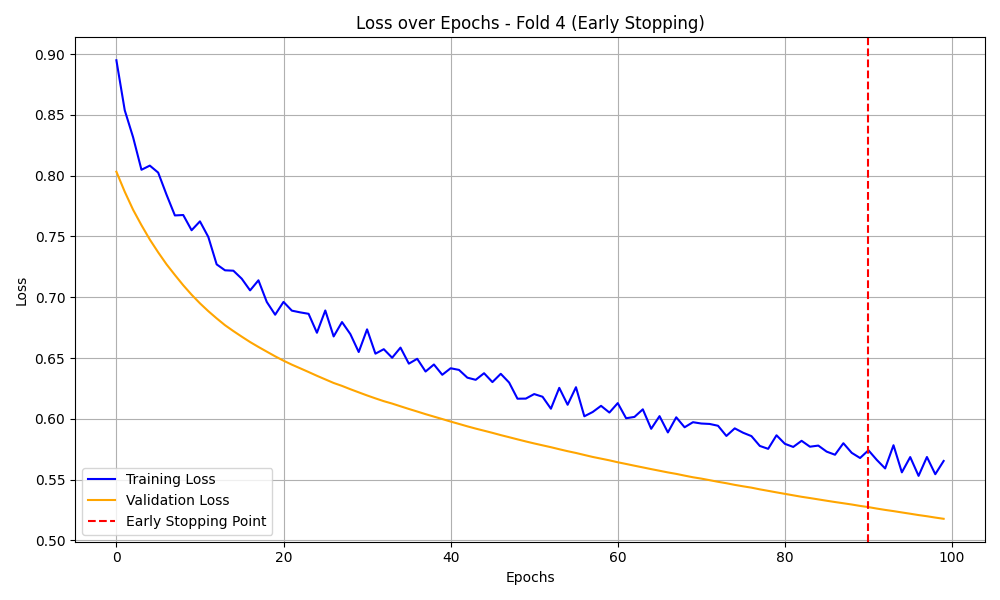 Loss over Epochs - Fold 4 (Early Stopping)
0.90
0.85
0.80
0.75
0.70
0.65
0.60
0.55
0.50
Loss
Training Loss
Validation Loss
Early Stopping Point
0 20 40 60 80 100
Epochs